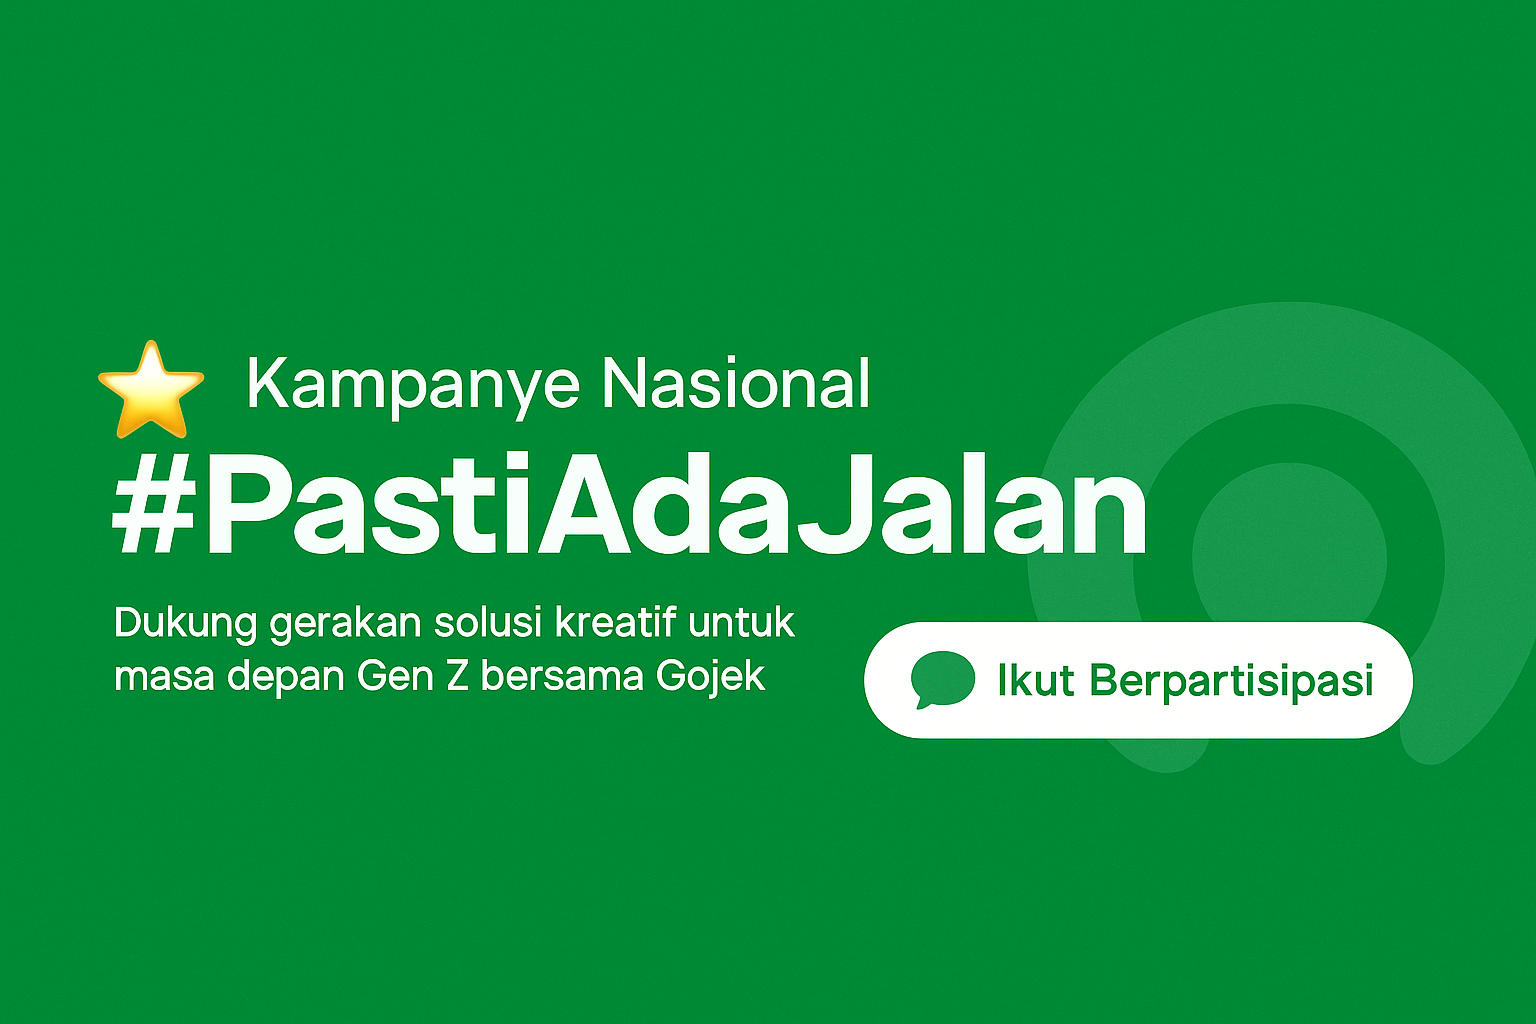 Kampanye Nasional
#PastiAdaJalan
Dukung gerakan solusi kreatif untuk
masa depan Gen Z bersama Gojek
Ikut Berpartisipasi